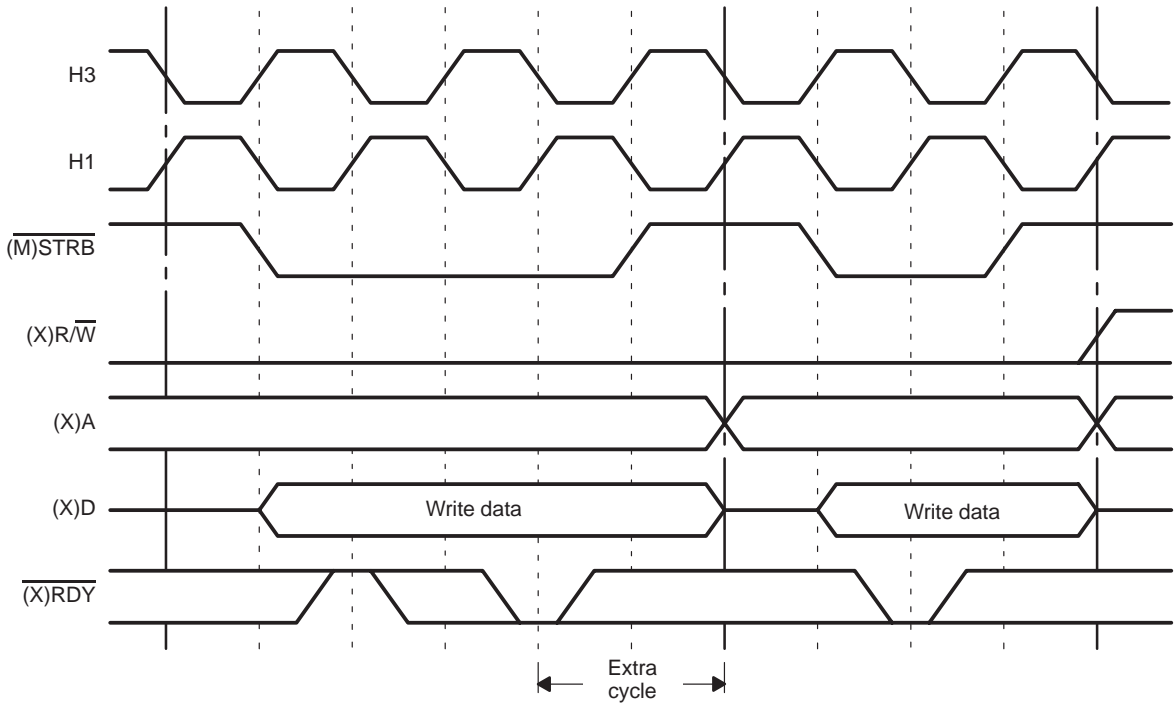 H3
H1
(M)STRB
(X)R/W
(X)A
(X)D
Write data
Write data
(X)RDY
Extra
cycle